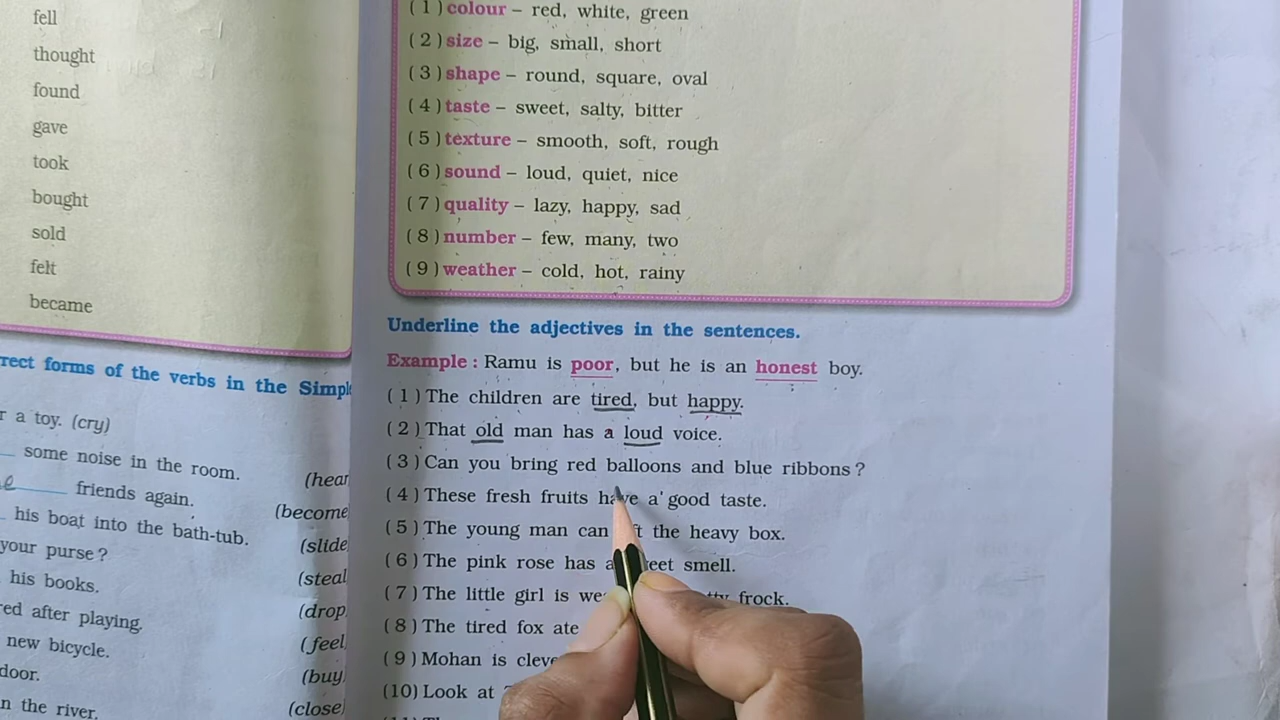 fell
thought
found
gave
took
bought
sold
felt
became
rect forms of the verbs in the Simpl
r a toy. (cry)
some noise in the room. (hear
friends again. (become
his boat into the bath-tub. (slide
your purse? (steal
his books. (drop
red after playing. (feel
new bicycle. (buy
door. (close
n the river.
(1) colour – red, white, green
(2) size – big, small, short
(3) shape – round, square, oval
(4) taste – sweet, salty, bitter
(5) texture – smooth, soft, rough
(6) sound – loud, quiet, nice
(7) quality – lazy, happy, sad
(8) number – few, many, two
(9) weather – cold, hot, rainy
Underline the adjectives in the sentences.
Example : Ramu is poor, but he is an honest boy.
(1) The children are tired, but happy.
(2) That old man has a loud voice.
(3) Can you bring red balloons and blue ribbons?
(4) These fresh fruits have a good taste.
(5) The young man can the heavy box.
(6) The pink rose has a smell.
(7) The little girl is frock.
(8) The tired fox ate
(9) Mohan is
(10) Look at